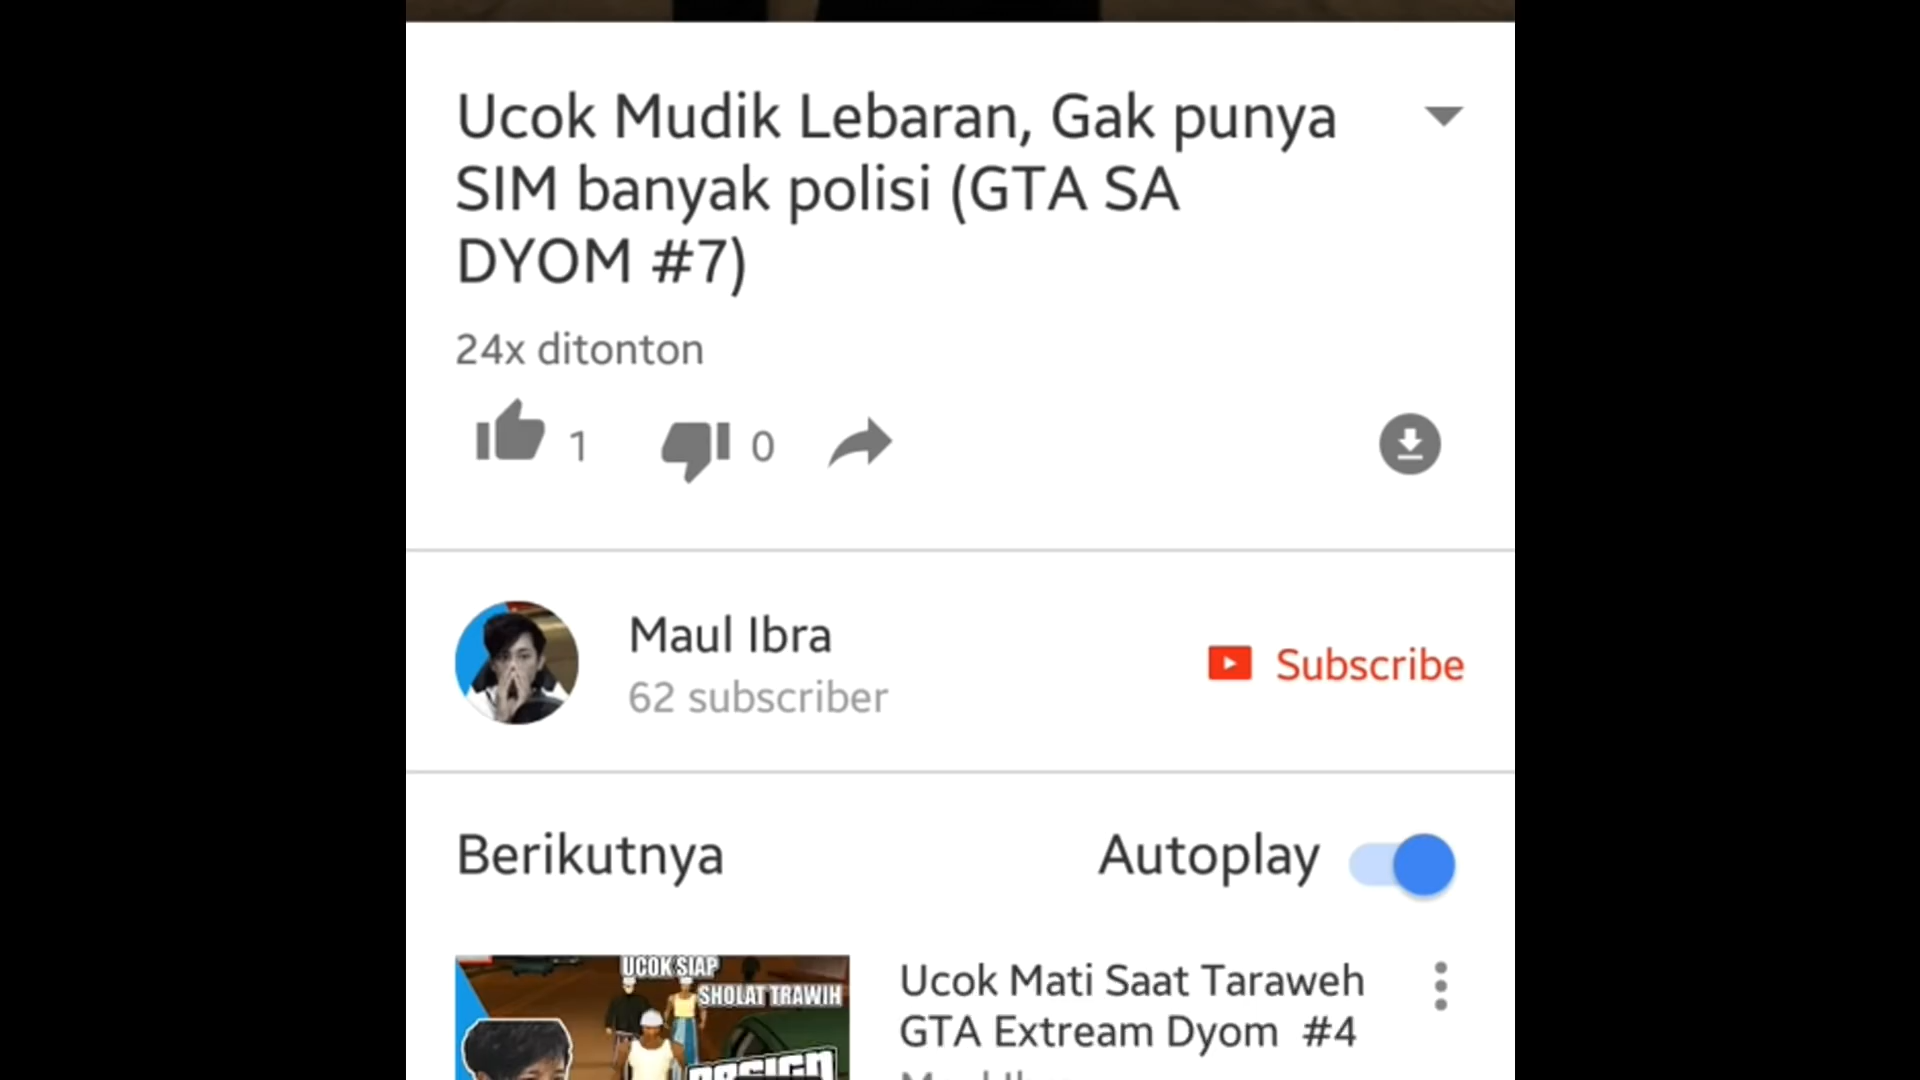 Ucok Mudik Lebaran, Gak punya
SIM banyak polisi (GTA SA
DYOM #7)
24x ditonton
1 0
Maul Ibra
62 subscriber
Subscribe
Berikutnya Autoplay
UCOK SIAP
SHOLAT TRAWIH
Ucok Mati Saat Taraweh
GTA Extream Dyom #4